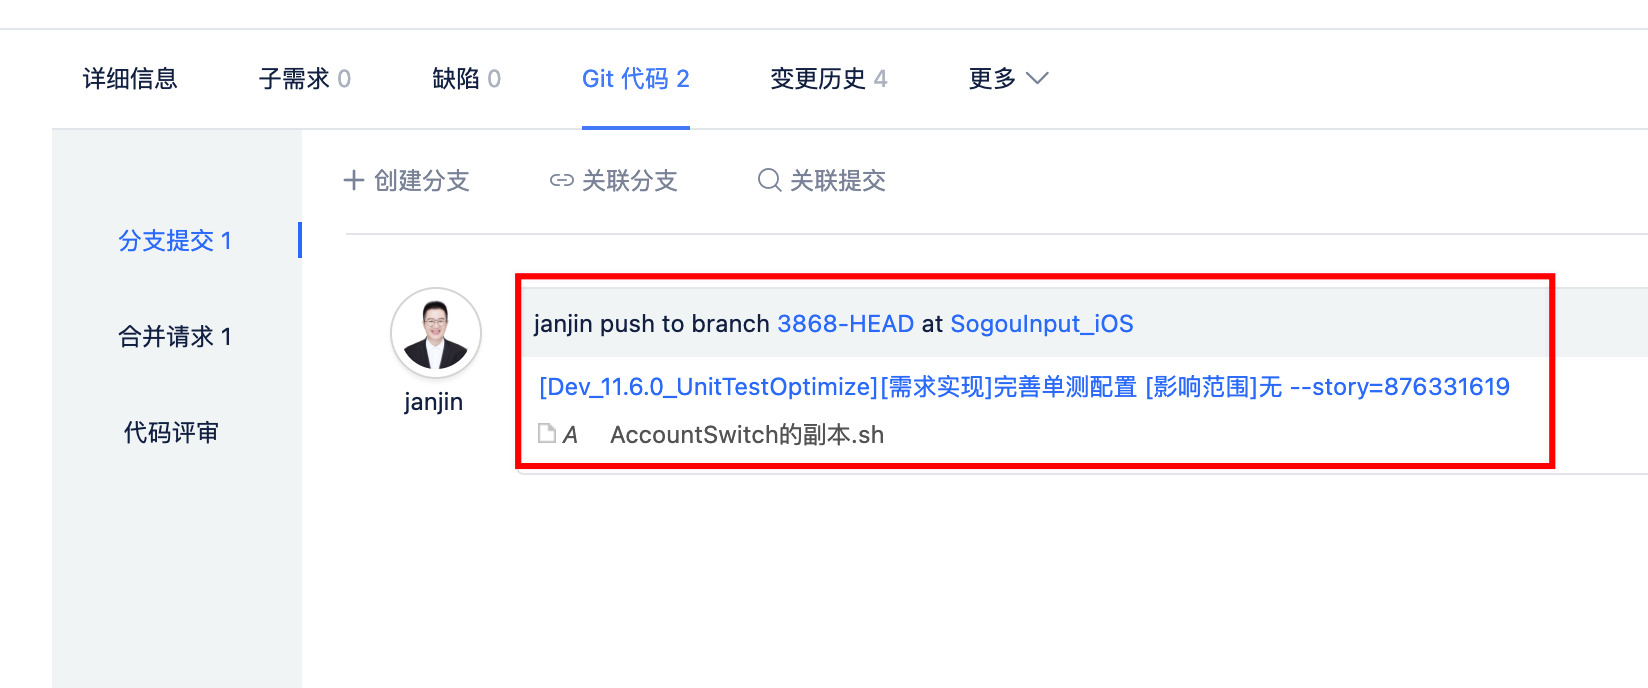 详细信息 子需求 0 缺陷 0 Git 代码 2 变更历史 4 更多
创建分支 关联分支 关联提交
分支提交 1
合并请求 1
代码评审
janjin
janjin push to branch 3868-HEAD at SogouInput_iOS
[Dev_11.6.0_UnitTestOptimize][需求实现]完善单测配置 [影响范围]无 --story=876331619
A AccountSwitch的副本.sh